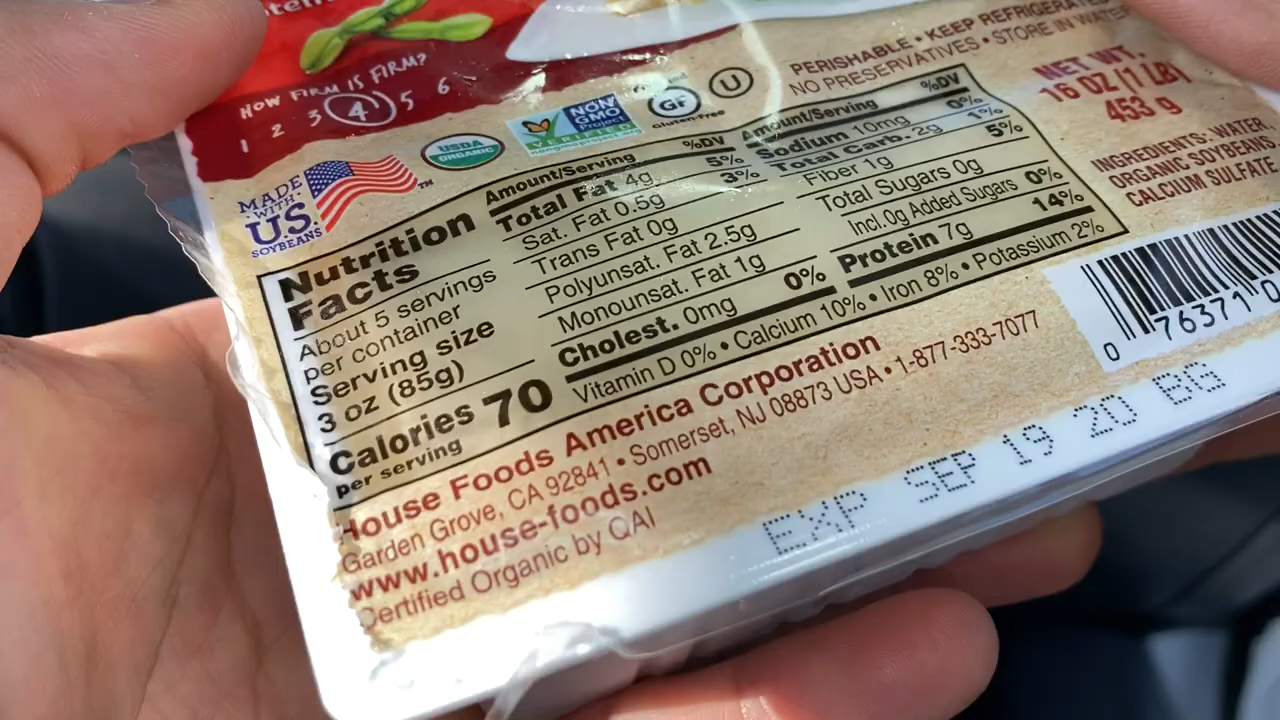 HOW FIRM IS FIRM?
1 2 3 4 5 6
MADE
WITH
U.S.
SOYBEANS
TM
USDA
ORGANIC
NON
GMO
Project
VERIFIED
nongmoproject.org
GF
Gluten-Free
U
PERISHABLE • KEEP REFRIGERATED
NO PRESERVATIVES • STORE IN WATER
NET WT.
16 OZ (1 LB)
453 g
INGREDIENTS: WATER,
ORGANIC SOYBEANS,
CALCIUM SULFATE
Nutrition
Facts
About 5 servings
per container
Serving size
3 oz (85g)
Calories 70
per serving
Amount/Serving %DV
Total Fat 4g 5%
Sat. Fat 0.5g 3%
Trans Fat 0g
Polyunsat. Fat 2.5g
Monounsat. Fat 1g
Cholest. 0mg 0%
Amount/Serving %DV
Sodium 10mg 0%
Total Carb. 2g 1%
Fiber 1g 5%
Total Sugars 0g
Incl. 0g Added Sugars 0%
Protein 7g 14%
Vitamin D 0% • Calcium 10% • Iron 8% • Potassium 2%
House Foods America Corporation
Garden Grove, CA 92841 • Somerset, NJ 08873 USA • 1-877-333-7077
www.house-foods.com
Certified Organic by QAI
0 76371 0
EXP SEP 19 20 BG